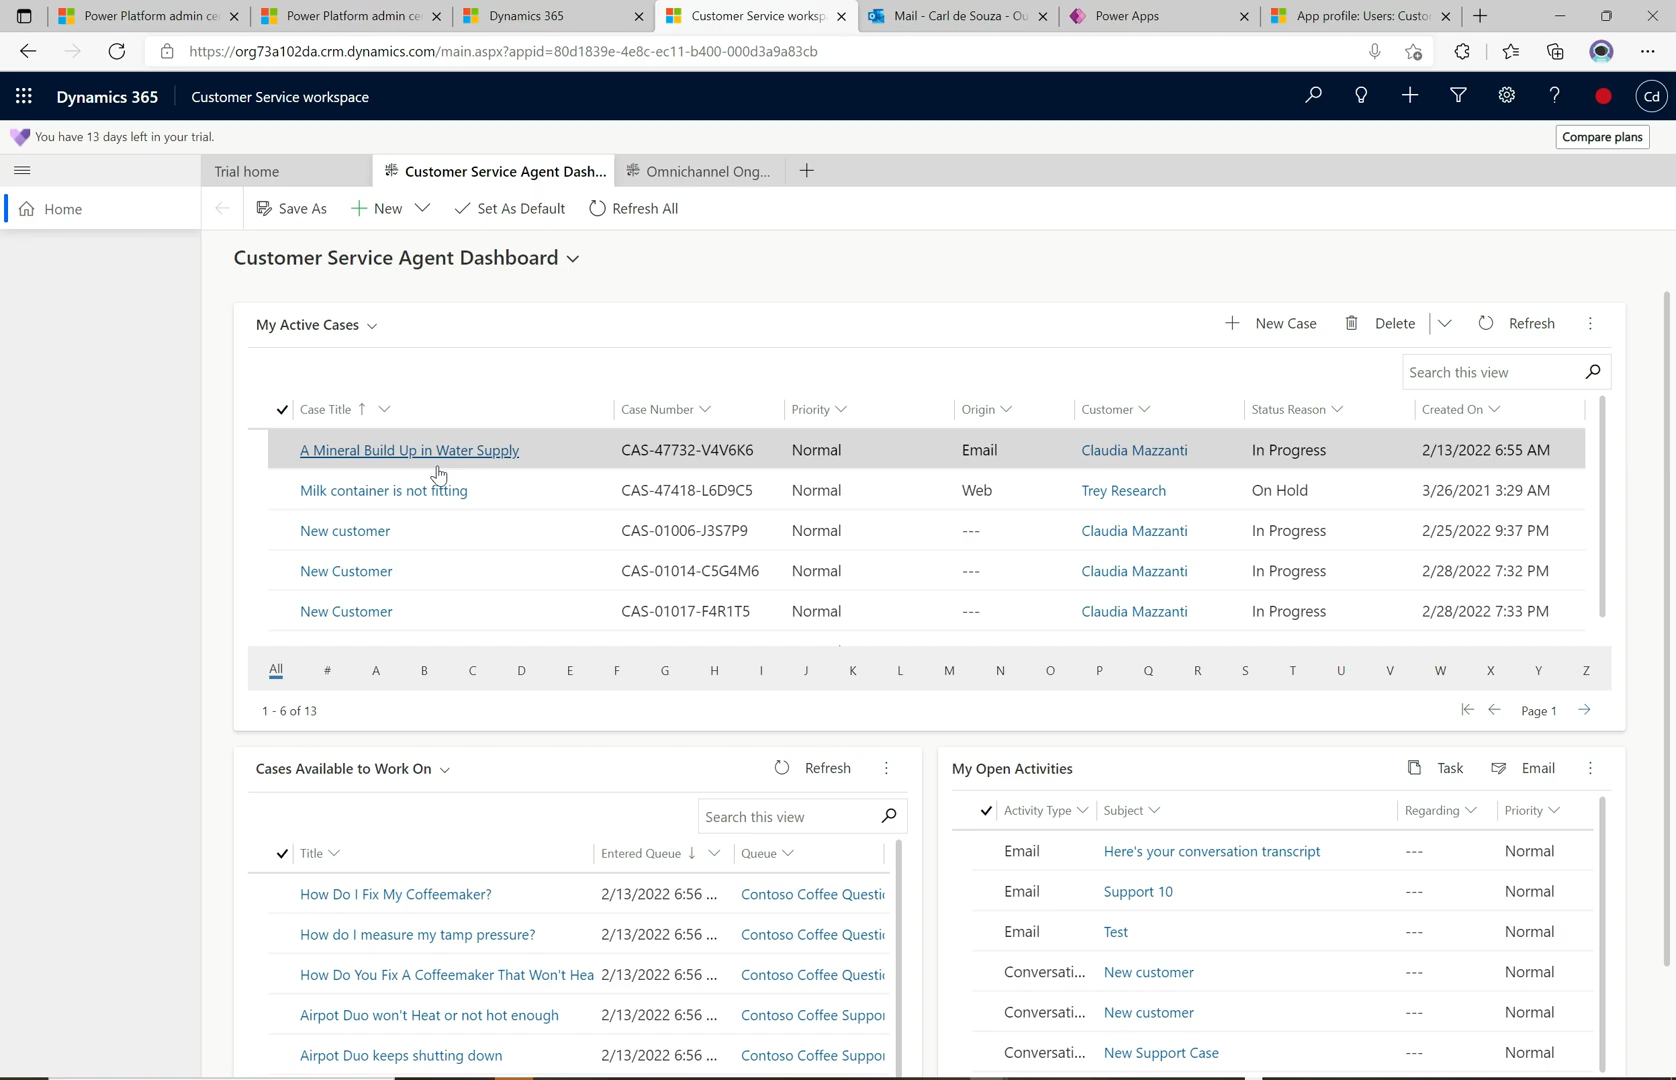 Power Platform admin ce
Power Platform admin ce
Dynamics 365
Customer Service worksp
Mail - Carl de Souza - Ou
Power Apps
App profile: Users: Custo
https://org73a102da.crm.dynamics.com/main.aspx?appid=80d1839e-4e8c-ec11-b400-000d3a9a83cb
Dynamics 365 Customer Service workspace
Cd
You have 13 days left in your trial.
Compare plans
Trial home
Customer Service Agent Dash...
Omnichannel Ong...
Home
Save As New Set As Default Refresh All
Customer Service Agent Dashboard
My Active Cases
New Case Delete Refresh
Search this view
Case Title Case Number Priority Origin Customer Status Reason Created On
A Mineral Build Up in Water Supply CAS-47732-V4V6K6 Normal Email Claudia Mazzanti In Progress 2/13/2022 6:55 AM
Milk container is not fitting CAS-47418-L6D9C5 Normal Web Trey Research On Hold 3/26/2021 3:29 AM
New customer CAS-01006-J3S7P9 Normal --- Claudia Mazzanti In Progress 2/25/2022 9:37 PM
New Customer CAS-01014-C5G4M6 Normal --- Claudia Mazzanti In Progress 2/28/2022 7:32 PM
New Customer CAS-01017-F4R1T5 Normal --- Claudia Mazzanti In Progress 2/28/2022 7:33 PM
All # A B C D E F G H I J K L M N O P Q R S T U V W X Y Z
1 - 6 of 13
Page 1
Cases Available to Work On
Refresh
Search this view
Title Entered Queue Queue
How Do I Fix My Coffeemaker? 2/13/2022 6:56 ... Contoso Coffee Questic
How do I measure my tamp pressure? 2/13/2022 6:56 ... Contoso Coffee Questic
How Do You Fix A Coffeemaker That Won't Hea 2/13/2022 6:56 ... Contoso Coffee Questic
Airpot Duo won't Heat or not hot enough 2/13/2022 6:56 ... Contoso Coffee Suppor
Airpot Duo keeps shutting down 2/13/2022 6:56 ... Contoso Coffee Suppor
My Open Activities
Task Email
Activity Type Subject Regarding Priority
Email Here's your conversation transcript --- Normal
Email Support 10 --- Normal
Email Test --- Normal
Conversati... New customer --- Normal
Conversati... New customer --- Normal
Conversati... New Support Case --- Normal